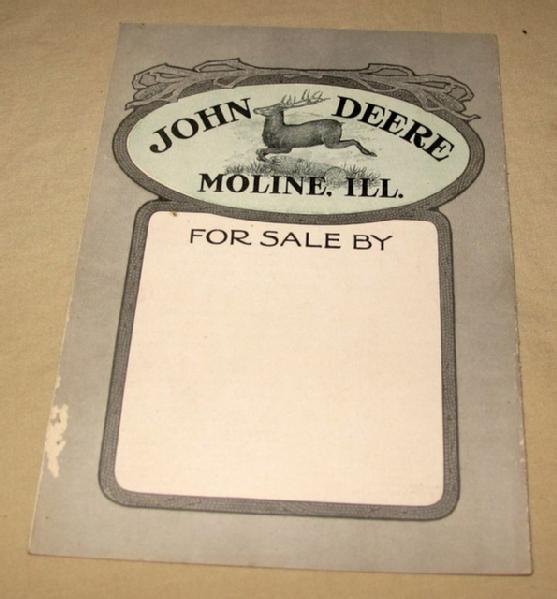 JOHN DEERE
MOLINE, ILL.
FOR SALE BY